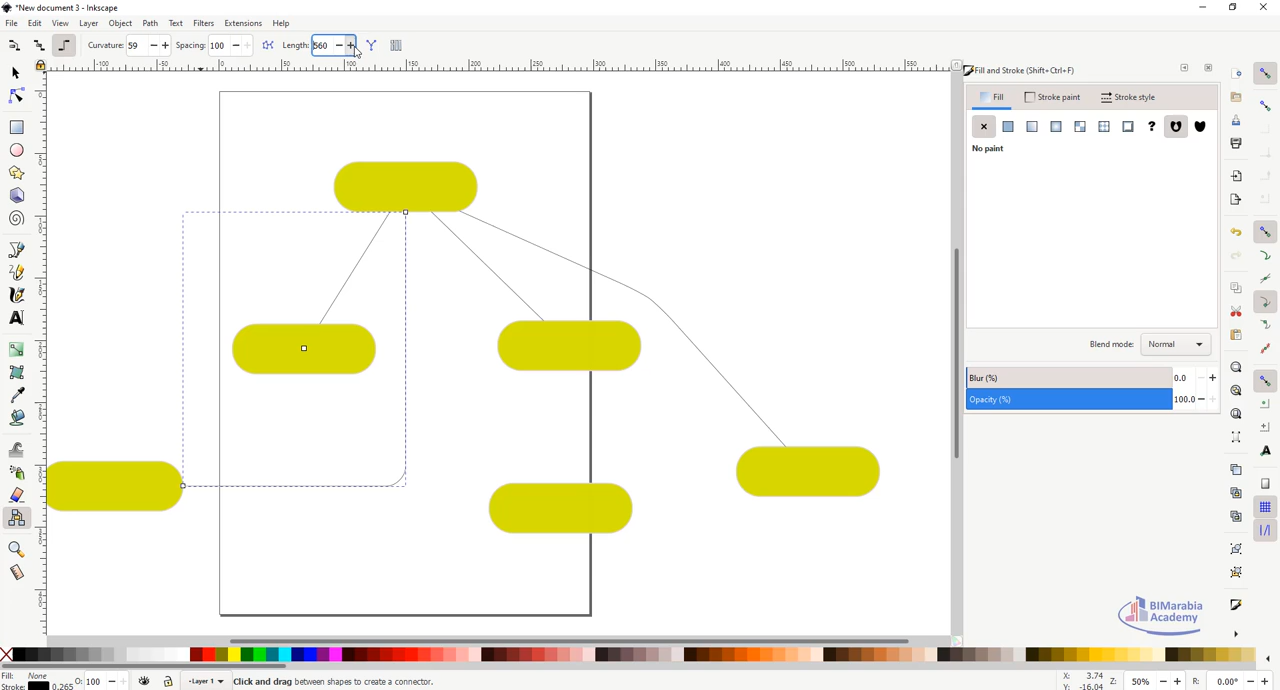 *New document 3 - Inkscape
File Edit View Layer Object Path Text Filters Extensions Help
Curvature: 59 Spacing: 100 Length: 560
Fill and Stroke (Shift+Ctrl+F)
Fill Stroke paint Stroke style
No paint
Blend mode: Normal
Blur (%) 0.0
Opacity (%) 100.0
BIMarabia
Academy
Fill: None
Stroke: 0.265
O: 100
Layer 1
Click and drag between shapes to create a connector.
X: 3.74
Y: -16.04
Z: 50%
R: 0.00°